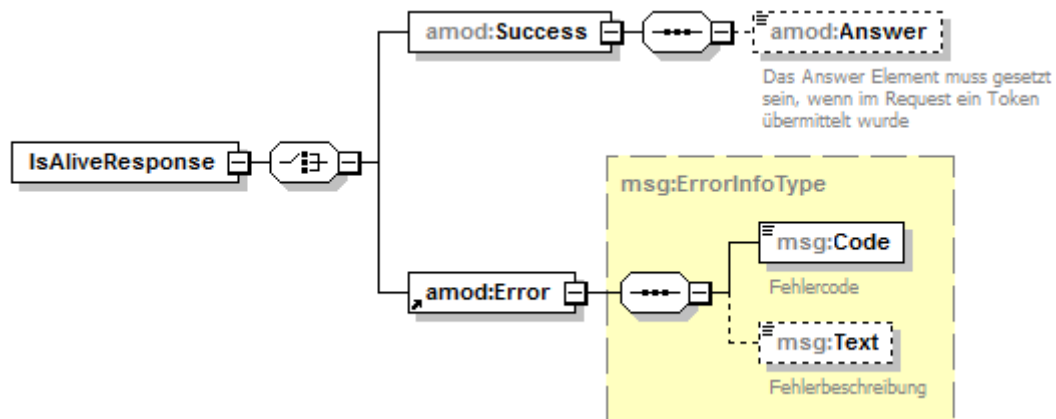 amod:Success
amod:Answer
Das Answer Element muss gesetzt
sein, wenn im Request ein Token
übermittelt wurde
IsAliveResponse
msg:ErrorInfoType
msg:Code
Fehlercode
amod:Error
msg:Text
Fehlerbeschreibung